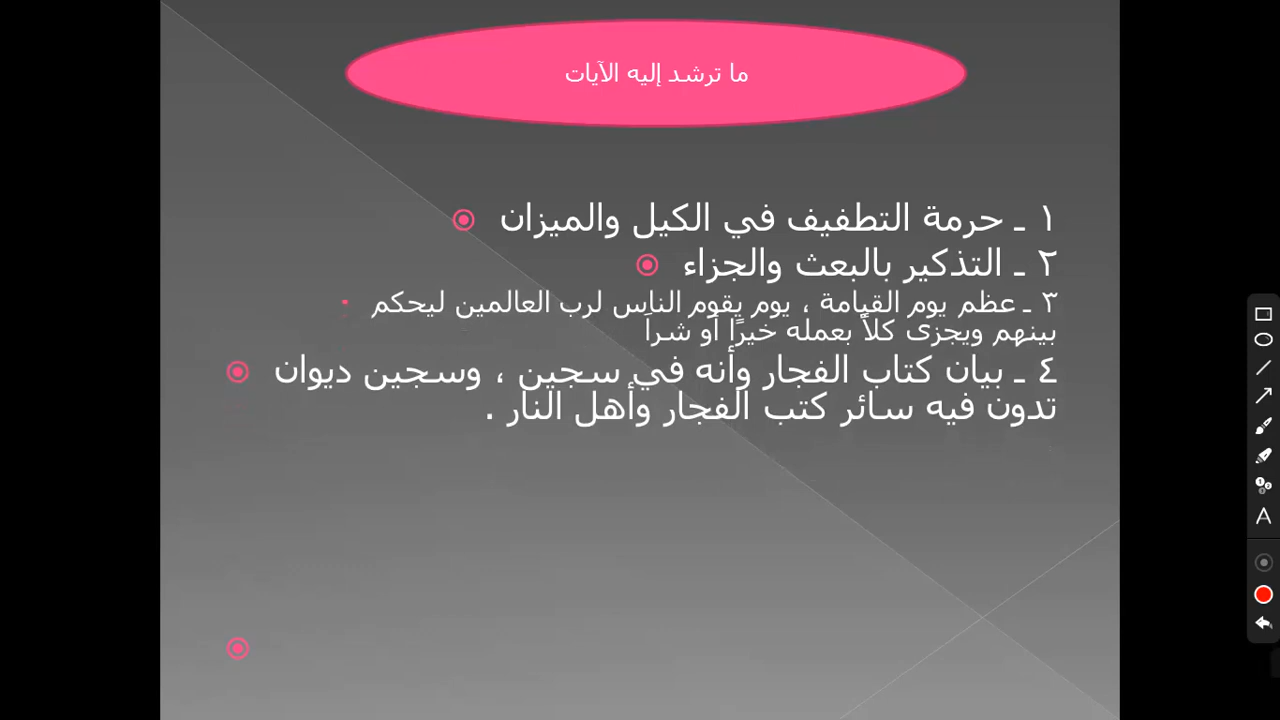 ما ترشد إليه الآيات
١ ـ حرمة التطفيف في الكيل والميزان
٢ ـ التذكير بالبعث والجزاء
٣ ـ عظم يوم القيامة ، يوم يقوم الناس لرب العالمين ليحكم
بينهم ويجزى كلاً بعمله خيرًا أو شراَ
٤ ـ بيان كتاب الفجار وأنه في سجين ، وسجين ديوان
تدون فيه سائر كتب الفجار وأهل النار .